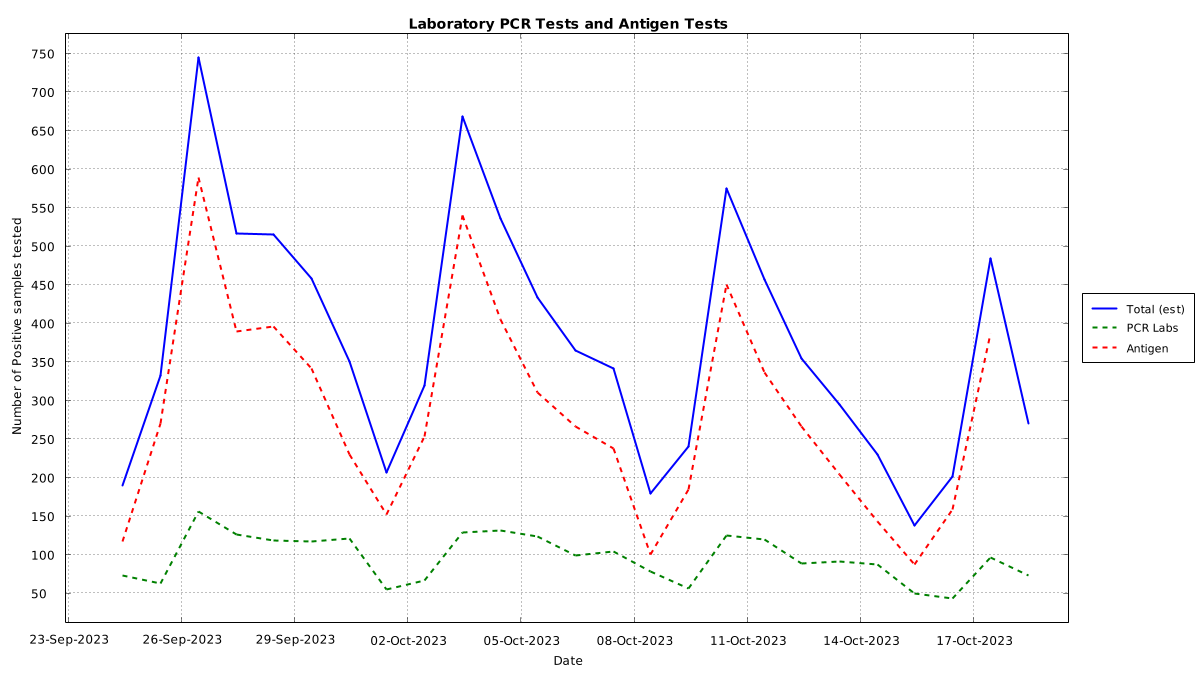 Laboratory PCR Tests and Antigen Tests
750
700
650
600
550
500
450
400
350
300
250
200
150
100
50
Number of Positive samples tested
23-Sep-2023
26-Sep-2023
29-Sep-2023
02-Oct-2023
05-Oct-2023
08-Oct-2023
11-Oct-2023
14-Oct-2023
17-Oct-2023
Date
Total (est)
PCR Labs
Antigen